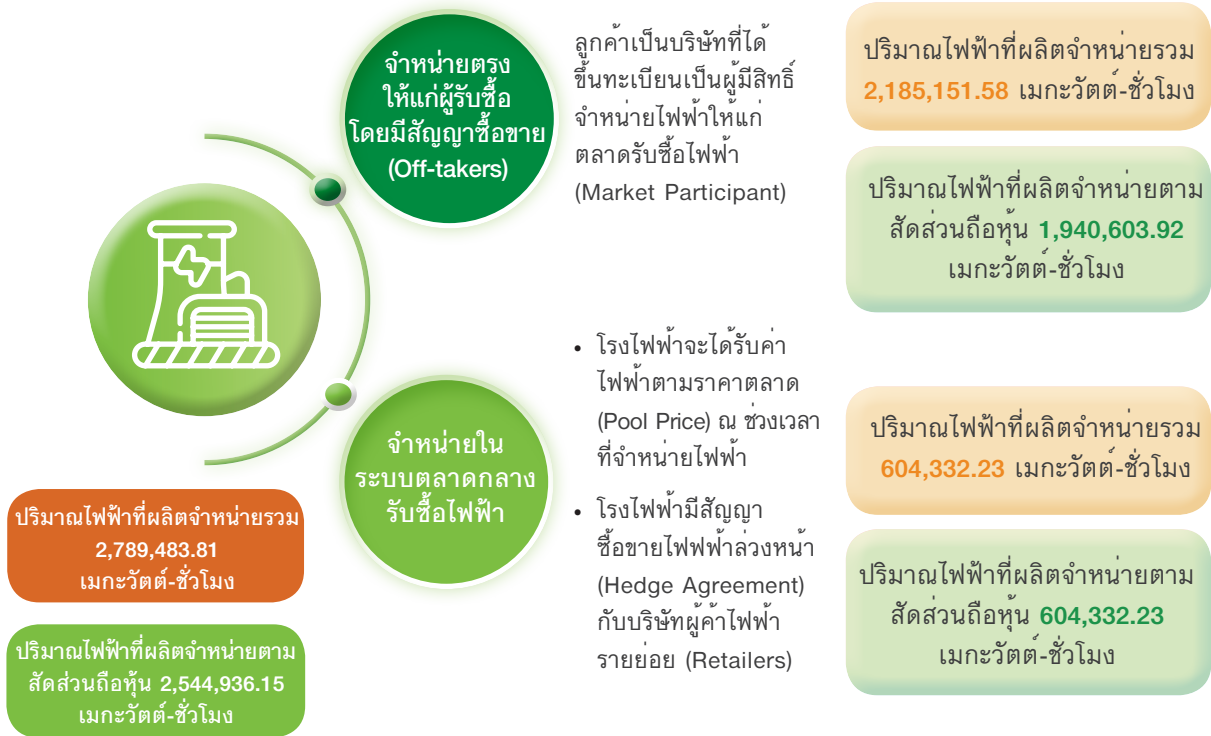 จำหน่ายตรง
ให้แก่ผู้รับซื้อ
โดยมีสัญญาซื้อขาย
(Off-takers)
ลูกค้าเป็นบริษัทที่ได้
ขึ้นทะเบียนเป็นผู้มีสิทธิ์
จำหน่ายไฟฟ้าให้แก่
ตลาดรับซื้อไฟฟ้า
(Market Participant)
ปริมาณไฟฟ้าที่ผลิตจำหน่ายรวม
2,185,151.58 เมกะวัตต์-ชั่วโมง
ปริมาณไฟฟ้าที่ผลิตจำหน่ายตาม
สัดส่วนถือหุ้น 1,940,603.92
เมกะวัตต์-ชั่วโมง
จำหน่ายใน
ระบบตลาดกลาง
รับซื้อไฟฟ้า
• โรงไฟฟ้าจะได้รับค่า
ไฟฟ้าตามราคาตลาด
(Pool Price) ณ ช่วงเวลา
ที่จำหน่ายไฟฟ้า
• โรงไฟฟ้ามีสัญญา
ซื้อขายไฟฟฟ้าล่วงหน้า
(Hedge Agreement)
กับบริษัทผู้ค้าไฟฟ้า
รายย่อย (Retailers)
ปริมาณไฟฟ้าที่ผลิตจำหน่ายรวม
604,332.23 เมกะวัตต์-ชั่วโมง
ปริมาณไฟฟ้าที่ผลิตจำหน่ายตาม
สัดส่วนถือหุ้น 604,332.23
เมกะวัตต์-ชั่วโมง
ปริมาณไฟฟ้าที่ผลิตจำหน่ายรวม
2,789,483.81
เมกะวัตต์-ชั่วโมง
ปริมาณไฟฟ้าที่ผลิตจำหน่ายตาม
สัดส่วนถือหุ้น 2,544,936.15
เมกะวัตต์-ชั่วโมง